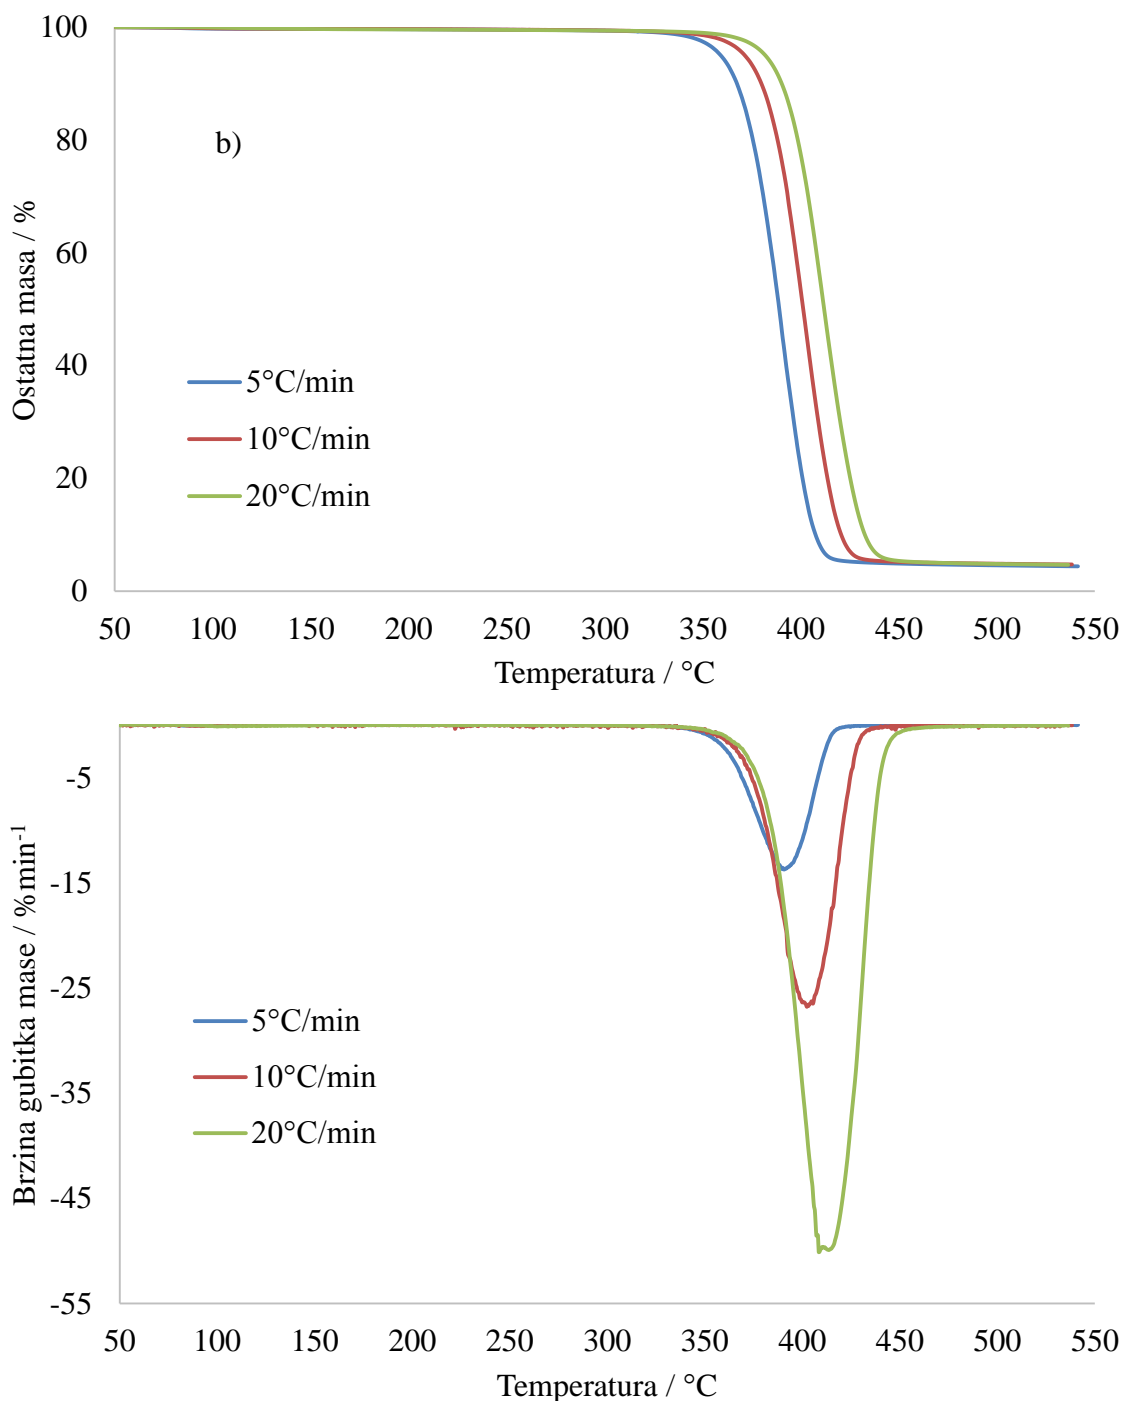 100
80
60
40
20
0
Ostatna masa / %
b)
5°C/min
10°C/min
20°C/min
50 100 150 200 250 300 350 400 450 500 550
Temperatura / °C
-5
-15
-25
-35
-45
-55
Brzina gubitka mase / %min⁻¹
5°C/min
10°C/min
20°C/min
50 100 150 200 250 300 350 400 450 500 550
Temperatura / °C